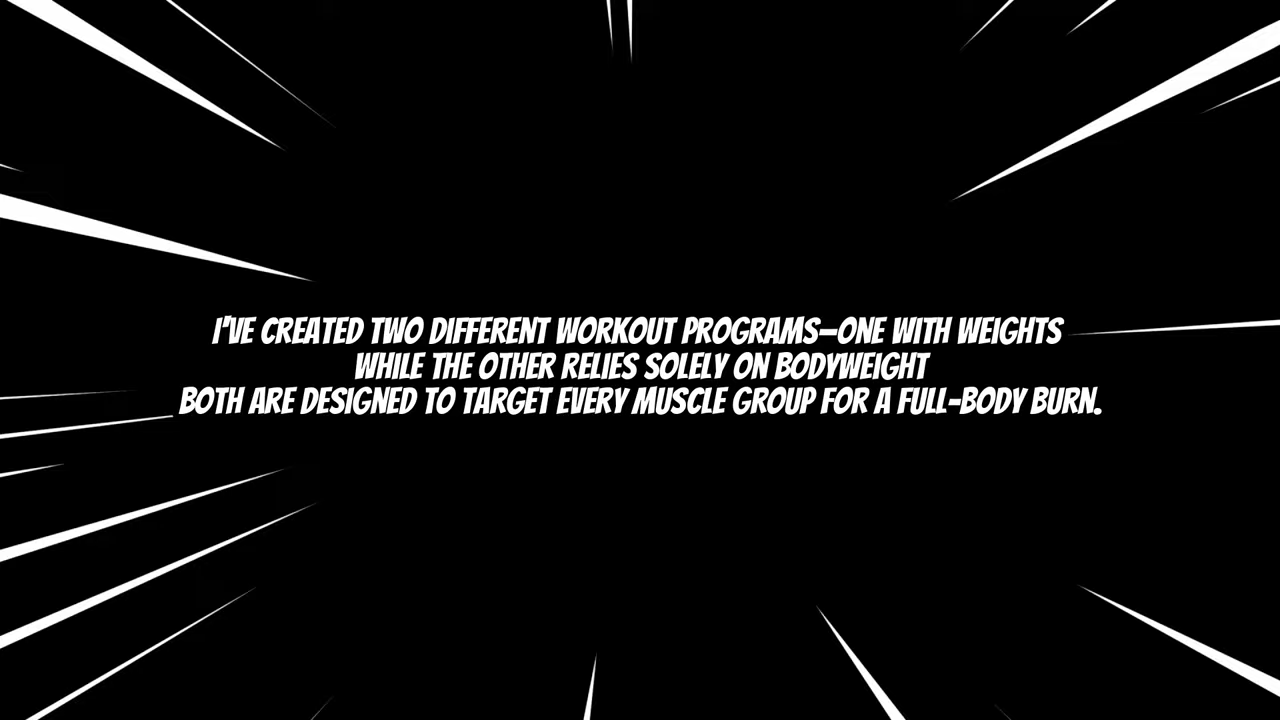 I'VE CREATED TWO DIFFERENT WORKOUT PROGRAMS—ONE WITH WEIGHTS
WHILE THE OTHER RELIES SOLELY ON BODYWEIGHT
BOTH ARE DESIGNED TO TARGET EVERY MUSCLE GROUP FOR A FULL-BODY BURN.